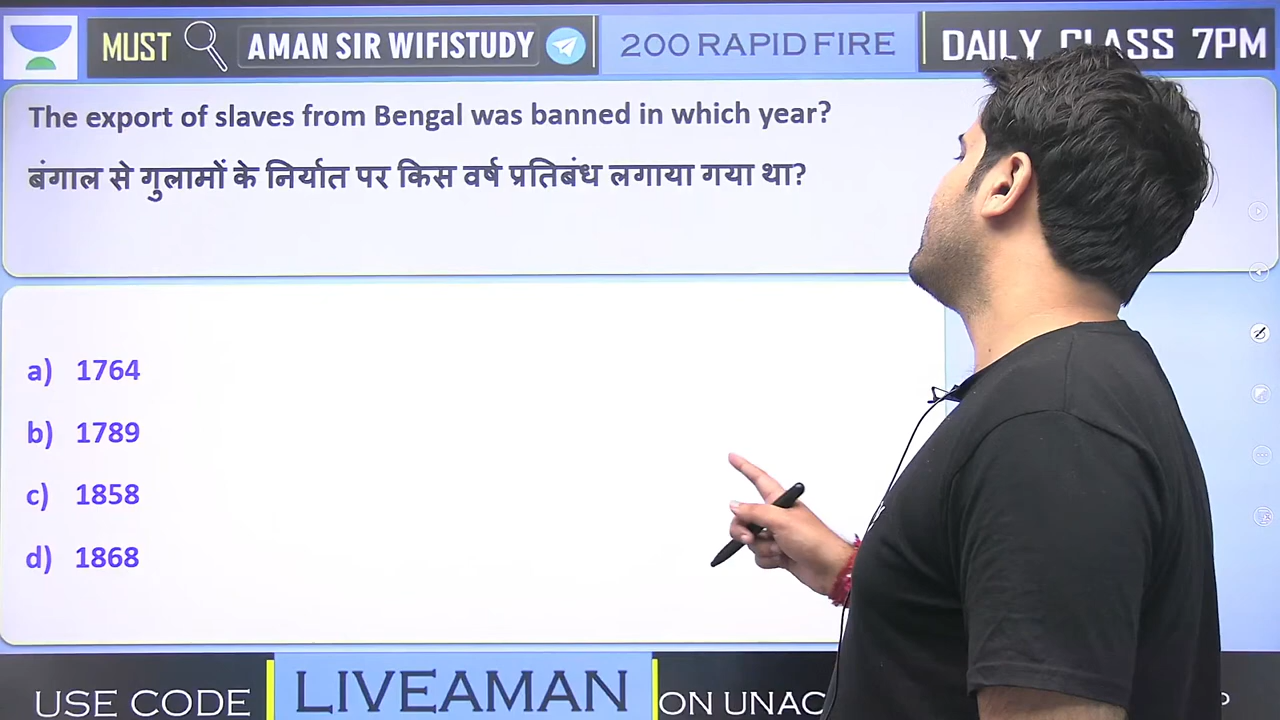 MUST
AMAN SIR WIFISTUDY
200 RAPID FIRE
DAILY CLASS 7PM
The export of slaves from Bengal was banned in which year?
बंगाल से गुलामों के निर्यात पर किस वर्ष प्रतिबंध लगाया गया था?
a) 1764
b) 1789
c) 1858
d) 1868
USE CODE
LIVEAMAN
ON